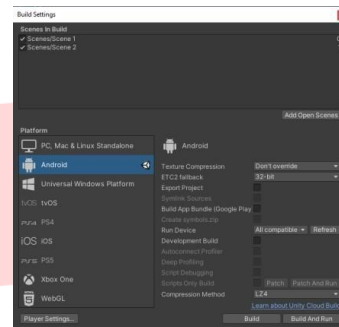 Build Settings
Scenes In Build
Scenes/Scene 1
Scenes/Scene 2
Add Open Scenes
Platform
PC, Mac & Linux Standalone
Android
Universal Windows Platform
tvOS tvOS
PS4 PS4
iOS iOS
PS5 PS5
Xbox One
WebGL
Android
Texture Compression Don't override
ETC2 fallback 32-bit
Export Project
Symlink Sources
Build App Bundle (Google Play
Create symbols.zip
Run Device All compatible Refresh
Development Build
Autoconnect Profiler
Deep Profiling
Script Debugging
Scripts Only Build Patch Patch And Run
Compression Method LZ4
Learn about Unity Cloud Build
Player Settings... Build Build And Run